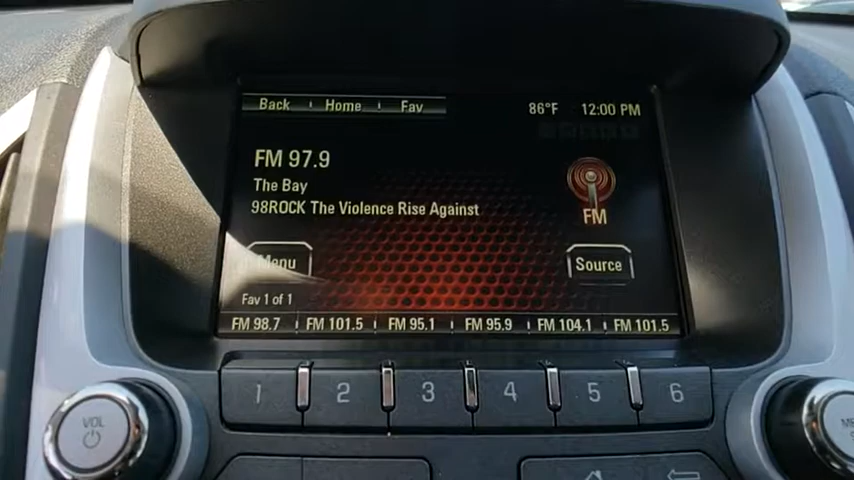 Back Home Fav 86°F 12:00 PM
FM 97.9
The Bay
98ROCK The Violence Rise Against
FM
Menu Source
Fav 1 of 1
FM 98.7 FM 101.5 FM 95.1 FM 95.9 FM 104.1 FM 101.5
1 2 3 4 5 6
VOL